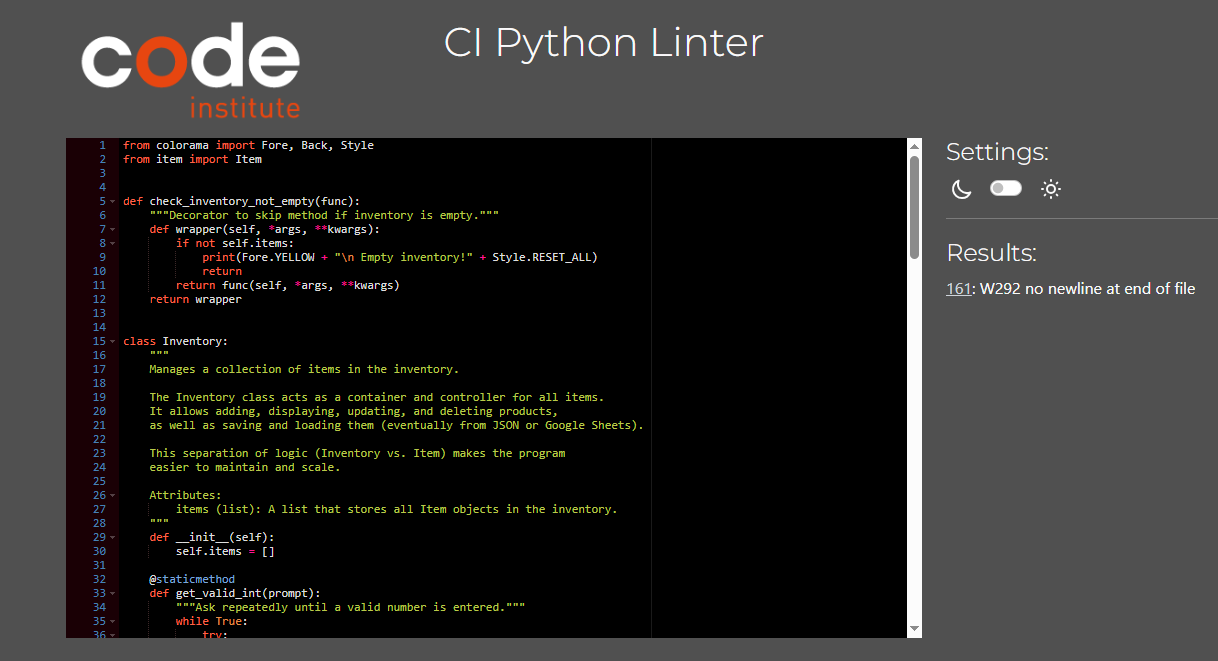 code
institute
CI Python Linter
1 from colorama import Fore, Back, Style
2 from item import Item
3
4
5 def check_inventory_not_empty(func):
6     """Decorator to skip method if inventory is empty."""
7     def wrapper(self, *args, **kwargs):
8         if not self.items:
9             print(Fore.YELLOW + "\n Empty inventory!" + Style.RESET_ALL)
10             return
11         return func(self, *args, **kwargs)
12     return wrapper
13
14
15 class Inventory:
16     """
17     Manages a collection of items in the inventory.
18
19     The Inventory class acts as a container and controller for all items.
20     It allows adding, displaying, updating, and deleting products,
21     as well as saving and loading them (eventually from JSON or Google Sheets).
22
23     This separation of logic (Inventory vs. Item) makes the program
24     easier to maintain and scale.
25
26     Attributes:
27         items (list): A list that stores all Item objects in the inventory.
28     """
29     def __init__(self):
30         self.items = []
31
32     @staticmethod
33     def get_valid_int(prompt):
34         """Ask repeatedly until a valid number is entered."""
35         while True:
36             try:
Settings:
Results:
161: W292 no newline at end of file